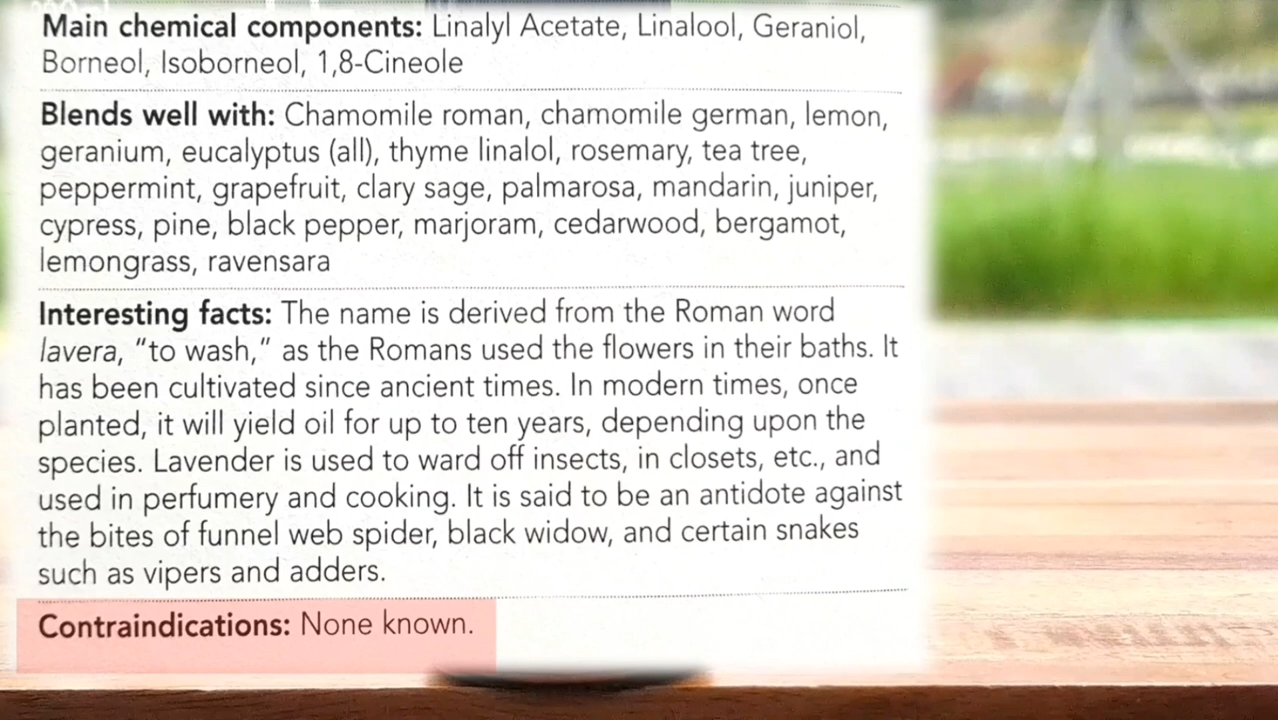 Main chemical components: Linalyl Acetate, Linalool, Geraniol,
Borneol, Isoborneol, 1,8-Cineole
Blends well with: Chamomile roman, chamomile german, lemon,
geranium, eucalyptus (all), thyme linalol, rosemary, tea tree,
peppermint, grapefruit, clary sage, palmarosa, mandarin, juniper,
cypress, pine, black pepper, marjoram, cedarwood, bergamot,
lemongrass, ravensara
Interesting facts: The name is derived from the Roman word
lavera, “to wash,” as the Romans used the flowers in their baths. It
has been cultivated since ancient times. In modern times, once
planted, it will yield oil for up to ten years, depending upon the
species. Lavender is used to ward off insects, in closets, etc., and
used in perfumery and cooking. It is said to be an antidote against
the bites of funnel web spider, black widow, and certain snakes
such as vipers and adders.
Contraindications: None known.